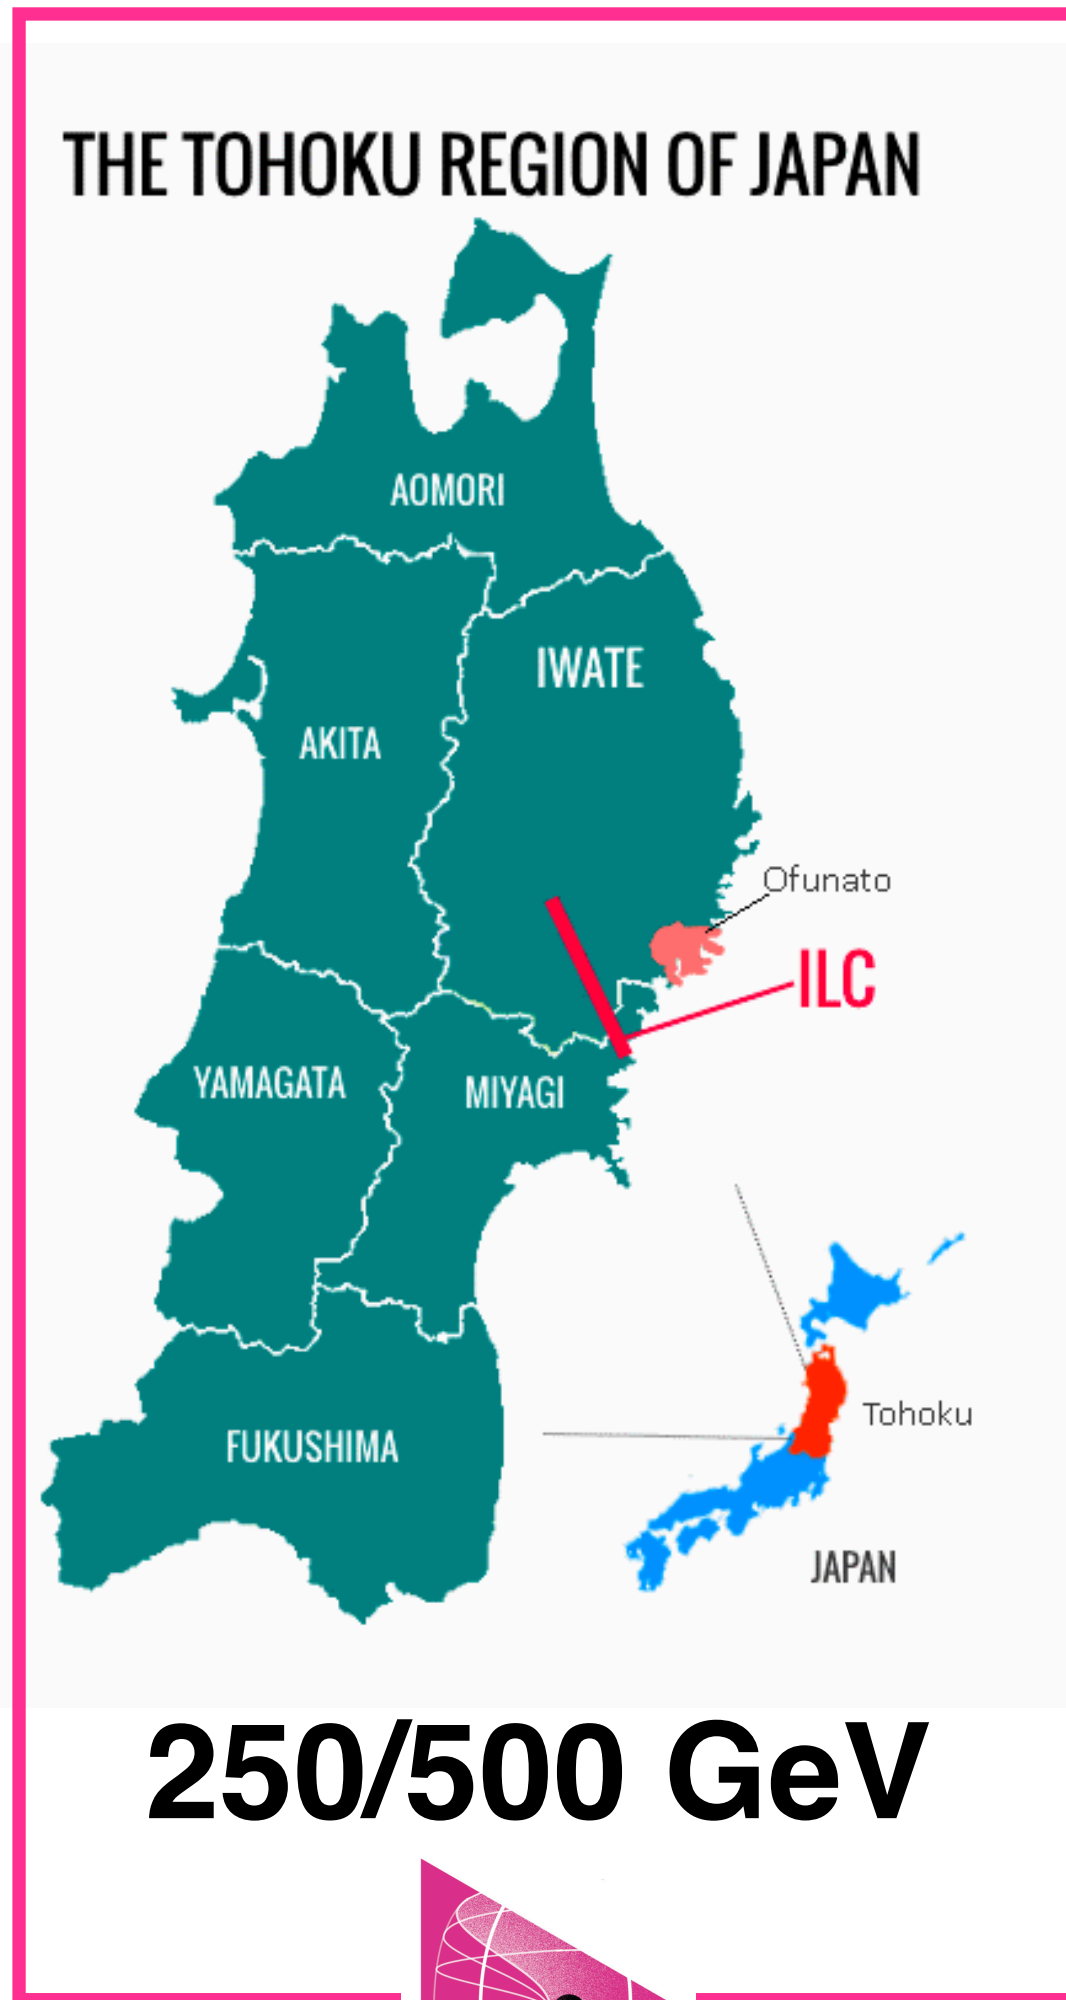 THE TOHOKU REGION OF JAPAN
AOMORI
IWATE
AKITA
Ofunato
ILC
YAMAGATA
MIYAGI
Tohoku
FUKUSHIMA
JAPAN
250/500 GeV